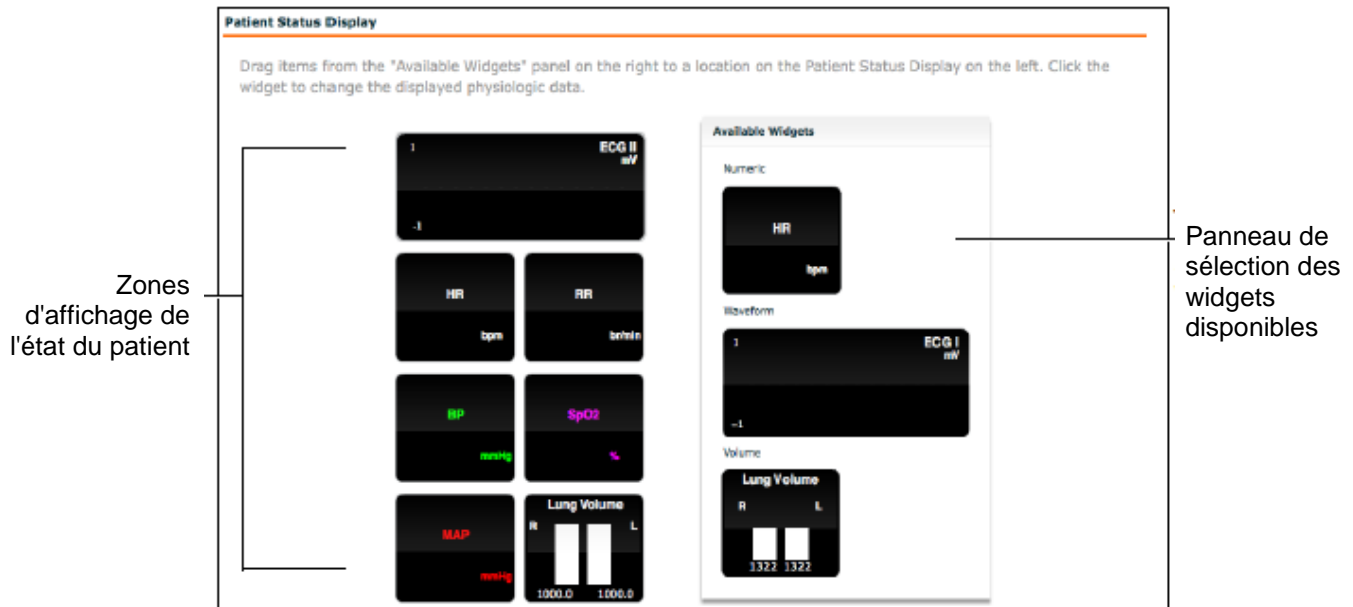 Patient Status Display
Drag items from the "Available Widgets" panel on the right to a location on the Patient Status Display on the left. Click the
widget to change the displayed physiologic data.
Zones
d'affichage de
l'état du patient
1
ECG II
mV
-1
HR
bpm
RR
br/min
BP
mmHg
SpO2
%
MAP
mmHg
Lung Volume
R L
1000.0 1000.0
Available Widgets
Numeric
HR
bpm
Waveform
1
ECG I
mV
-1
Volume
Lung Volume
R L
1322 1322
Panneau de
sélection des
widgets
disponibles